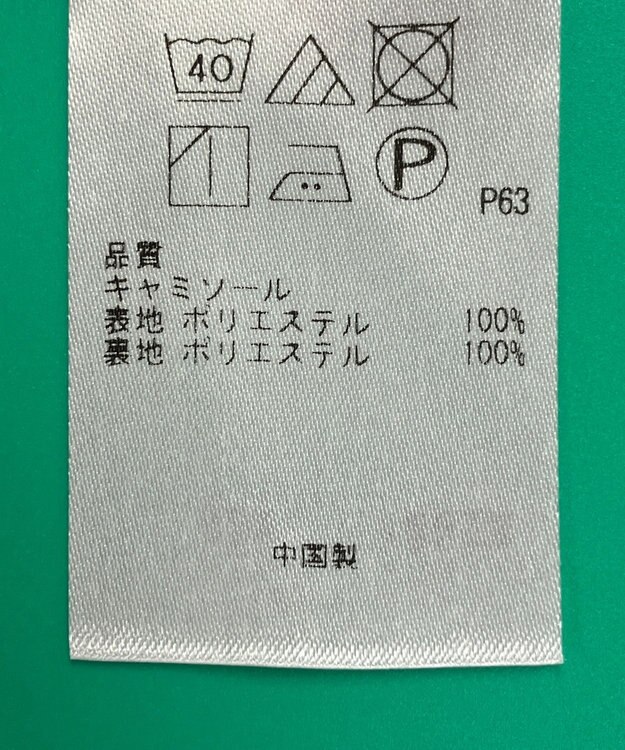 40
P
P63
品質
キャミソール
表地 ポリエステル 100%
裏地 ポリエステル 100%
中国製